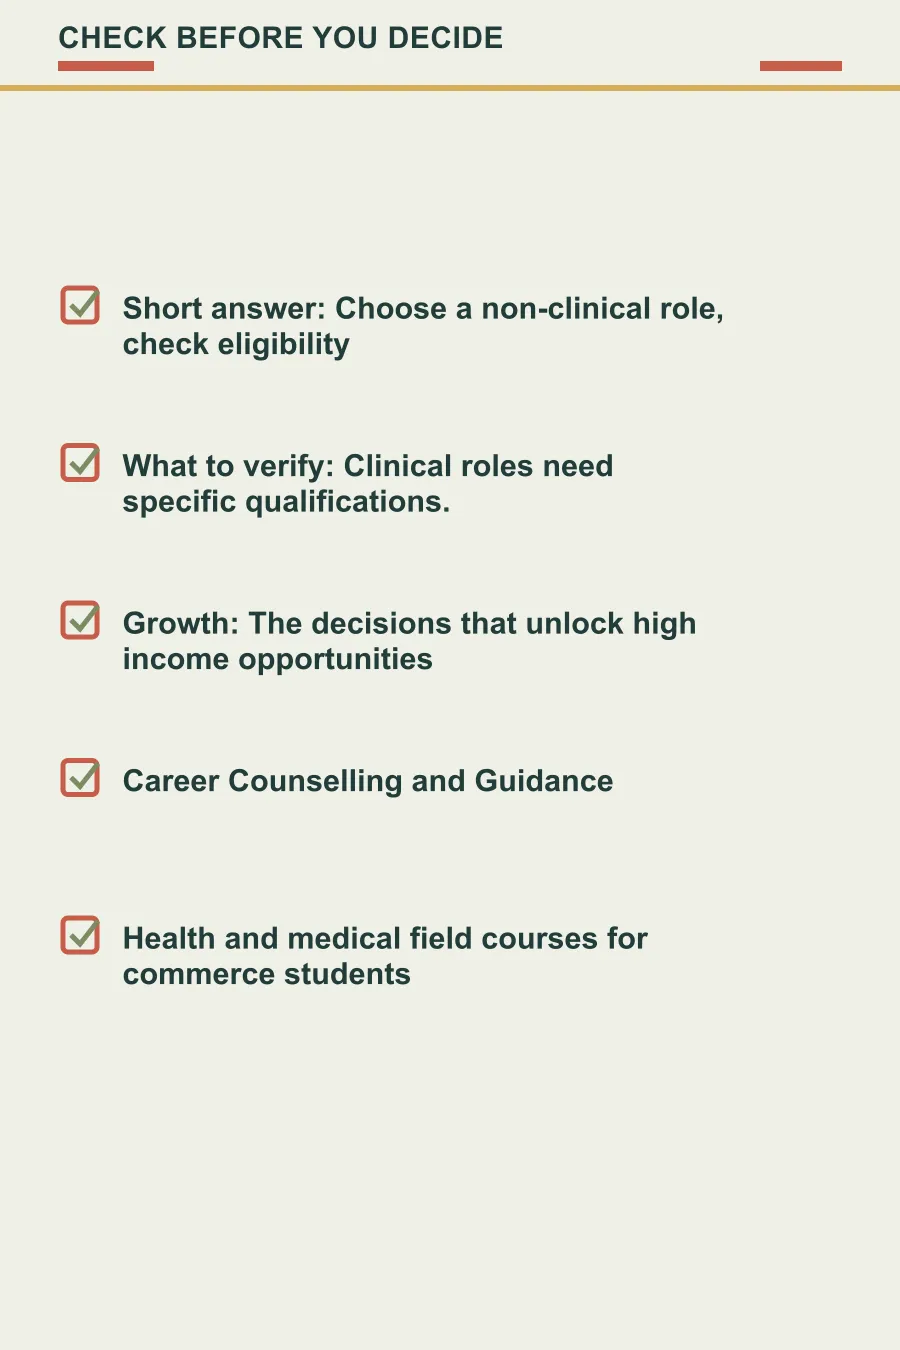 CHECK BEFORE YOU DECIDE
Short answer: Choose a non-clinical role,
check eligibility
What to verify: Clinical roles need
specific qualifications.
Growth: The decisions that unlock high
income opportunities
Career Counselling and Guidance
Health and medical field courses for
commerce students